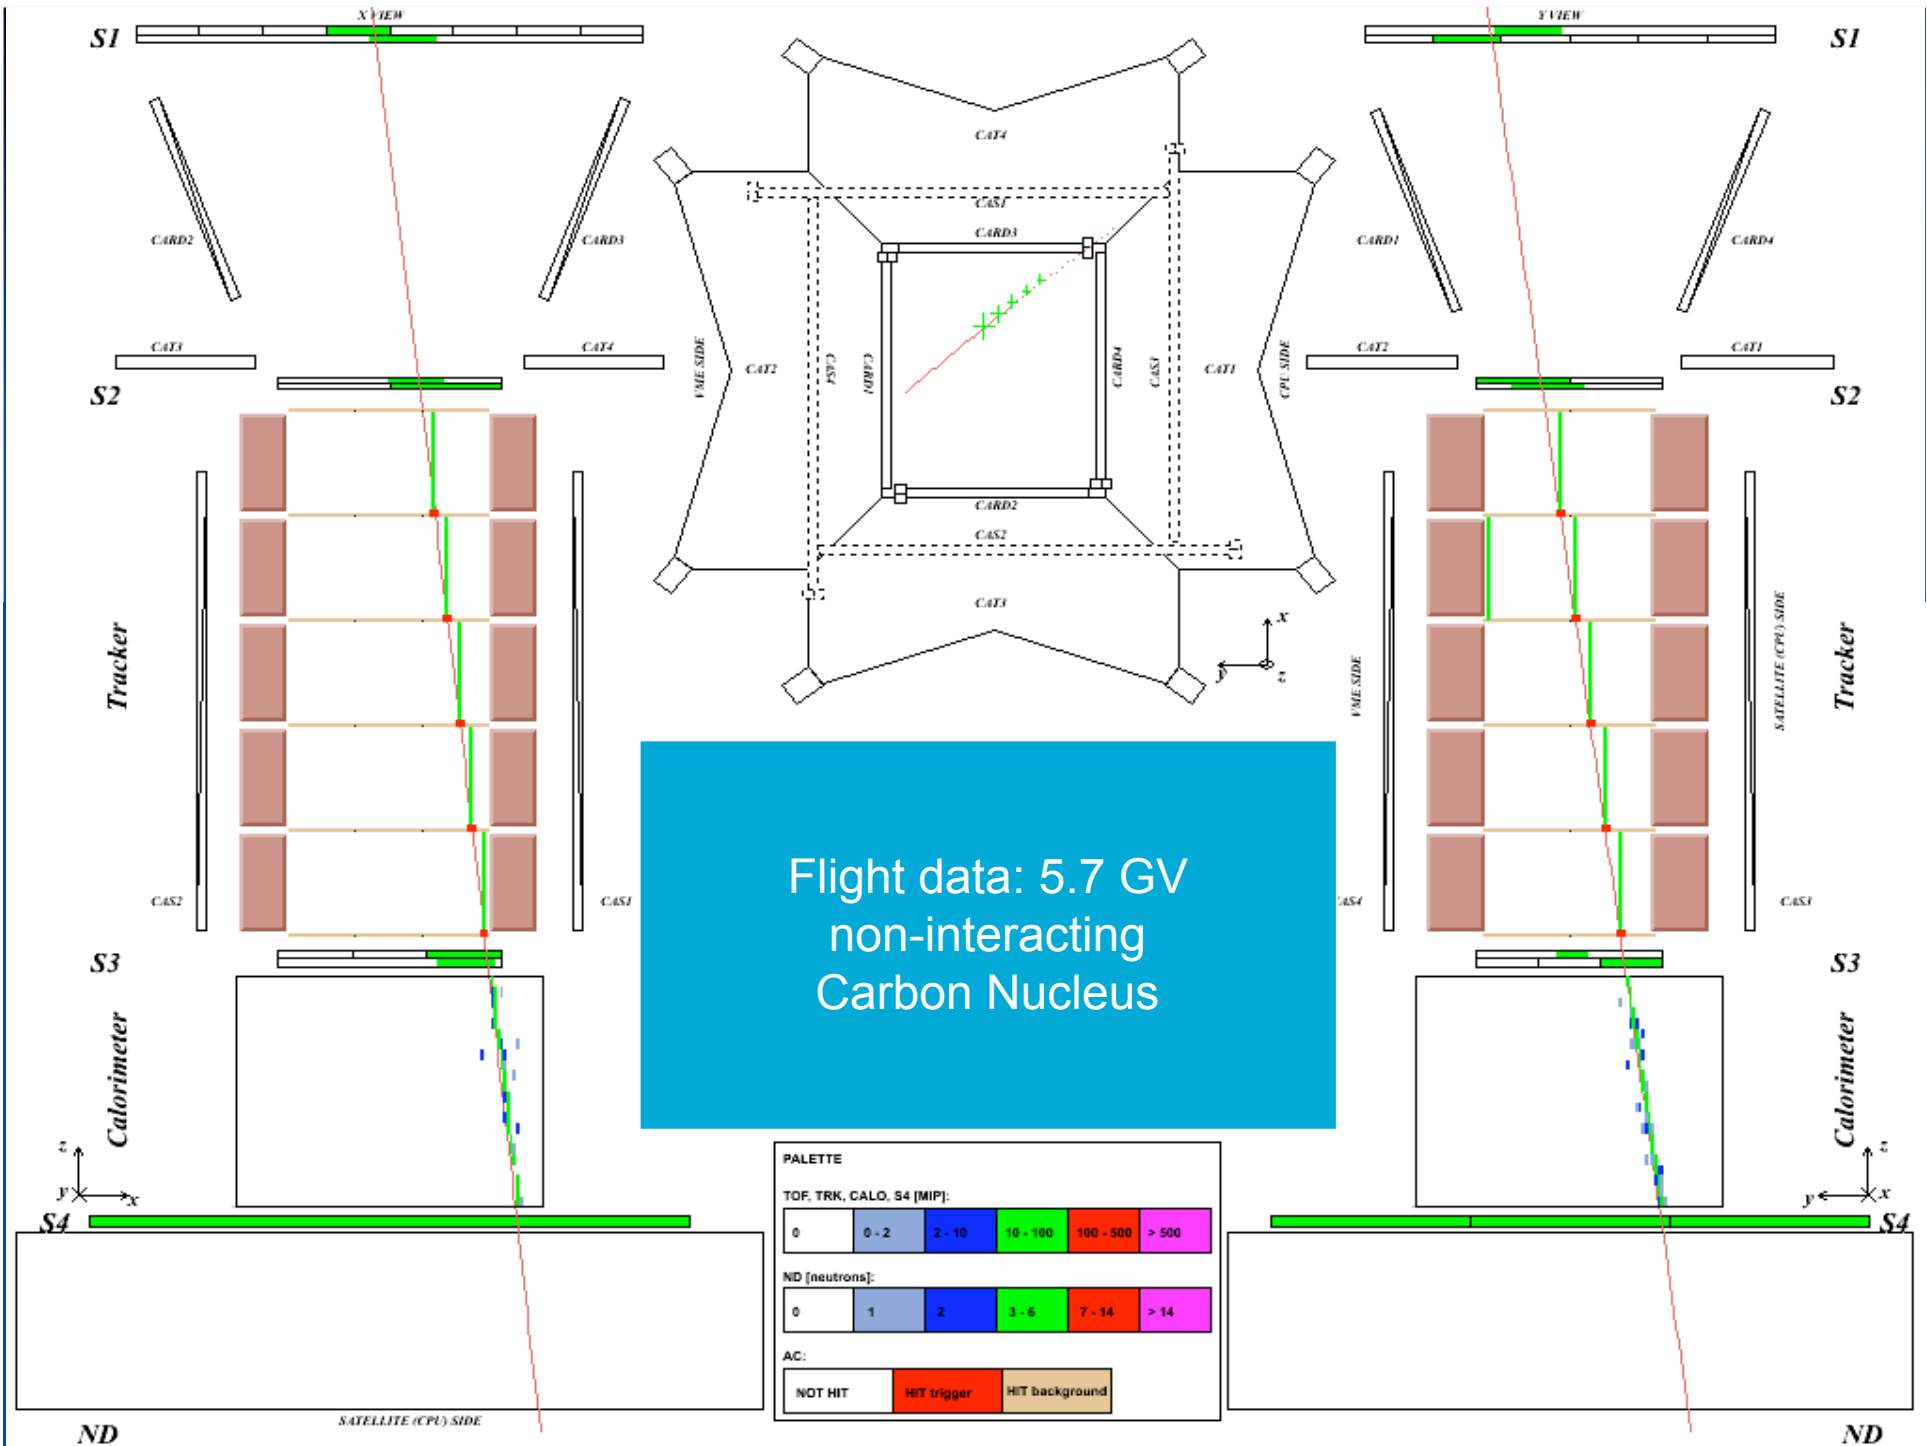 X VIEW
Y VIEW
S1
S1
CAT4
CAS1
CARD3
CARD2
CARD3
CARD1
CARD4
CAT3
CAT4
CAT2
CAT1
S2
S2
VME SIDE
CAT2
CAS4
CARD1
CARD4
CAS3
CAT1
CPU SIDE
CARD2
CAS2
CAT3
x
y
z
Tracker
Tracker
VME SIDE
SATELLITE (CPU) SIDE
CAS2
CAS1
CAS4
CAS3
Flight data: 5.7 GV
non-interacting
Carbon Nucleus
S3
S3
Calorimeter
Calorimeter
z
y
x
z
y
x
S4
S4
PALETTE
TOF, TRK, CALO, S4 [MIP]:
0 0 - 2 2 - 10 10 - 100 100 - 500 > 500
ND [neutrons]:
0 1 2 3 - 6 7 - 14 > 14
AC:
NOT HIT HIT trigger HIT background
SATELLITE (CPU) SIDE
ND
ND